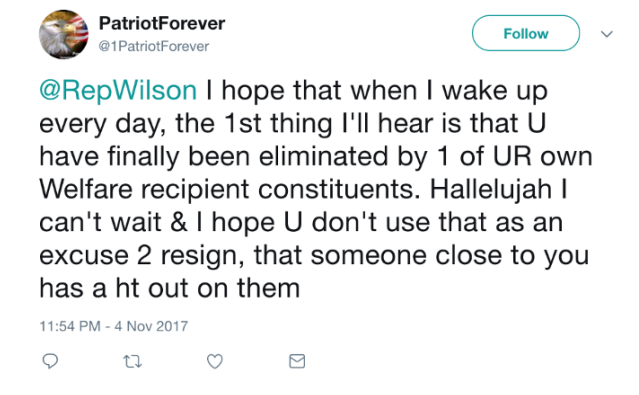 PatriotForever
@1PatriotForever
Follow
@RepWilson I hope that when I wake up
every day, the 1st thing I'll hear is that U
have finally been eliminated by 1 of UR own
Welfare recipient constituents. Hallelujah I
can't wait & I hope U don't use that as an
excuse 2 resign, that someone close to you
has a ht out on them
11:54 PM - 4 Nov 2017